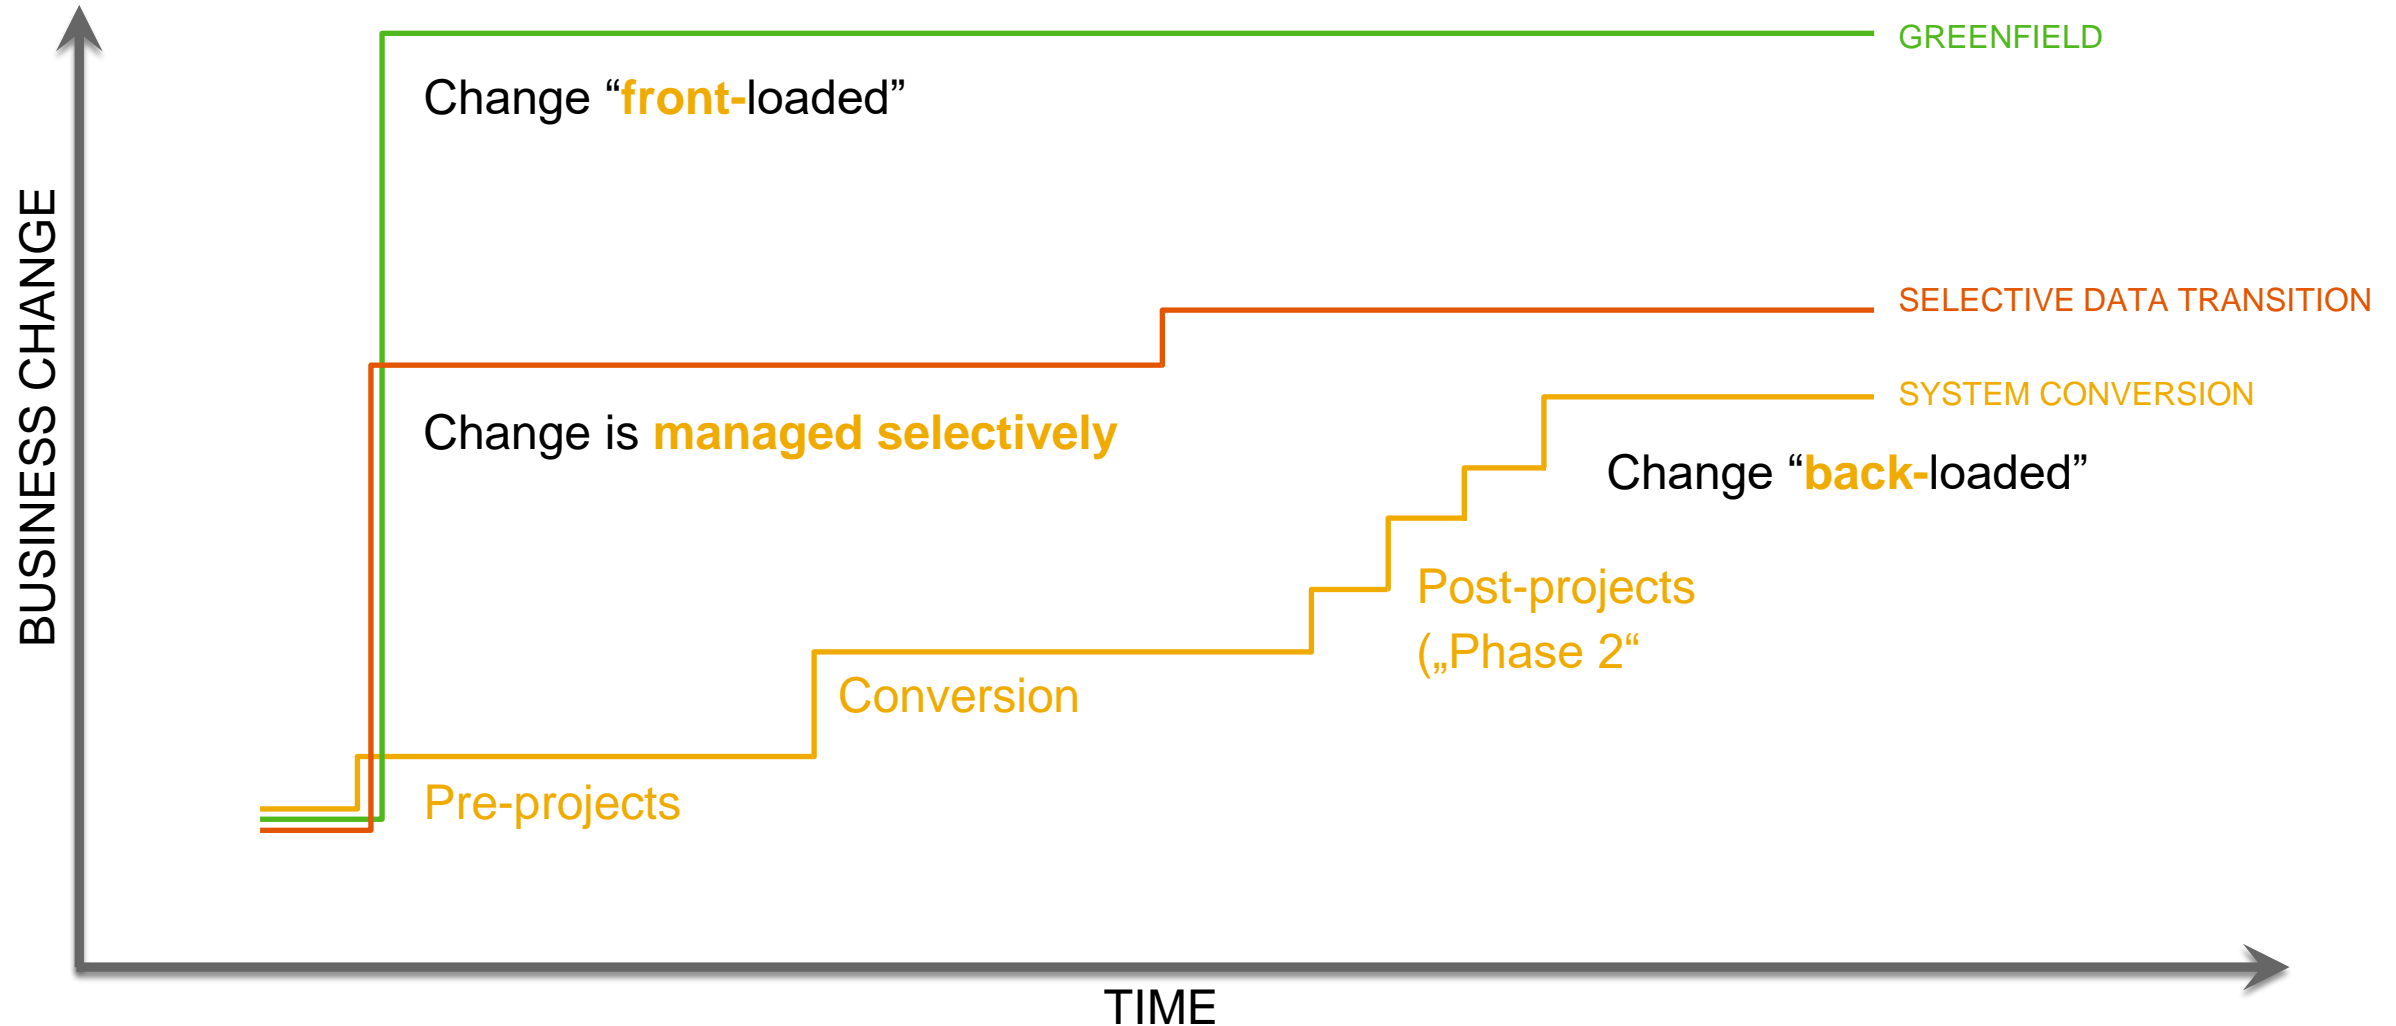 GREENFIELD
Change “front-loaded”
BUSINESS CHANGE
SELECTIVE DATA TRANSITION
SYSTEM CONVERSION
Change is managed selectively
Change “back-loaded”
Post-projects
(„Phase 2“
Conversion
Pre-projects
TIME